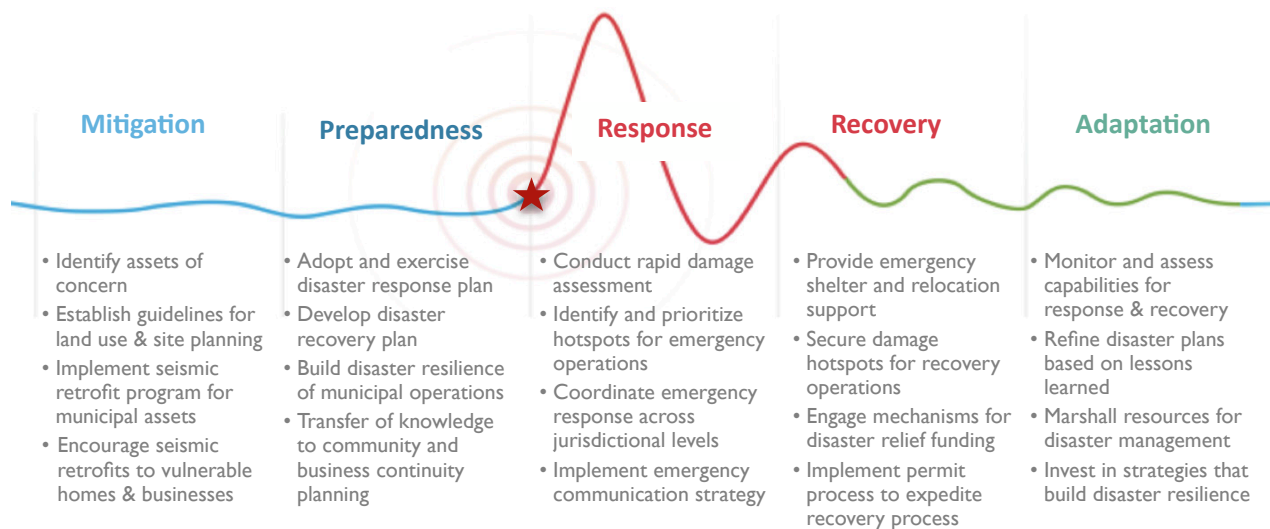 Mitigation
• Identify assets of
concern
• Establish guidelines for
land use & site planning
• Implement seismic
retrofit program for
municipal assets
• Encourage seismic
retrofits to vulnerable
homes & businesses
Preparedness
• Adopt and exercise
disaster response plan
• Develop disaster
recovery plan
• Build disaster resilience
of municipal operations
• Transfer of knowledge
to community and
business continuity
planning
Response
• Conduct rapid damage
assessment
• Identify and prioritize
hotspots for emergency
operations
• Coordinate emergency
response across
jurisdictional levels
• Implement emergency
communication strategy
Recovery
• Provide emergency
shelter and relocation
support
• Secure damage
hotspots for recovery
operations
• Engage mechanisms for
disaster relief funding
• Implement permit
process to expedite
recovery process
Adaptation
• Monitor and assess
capabilities for
response & recovery
• Refine disaster plans
based on lessons
learned
• Marshall resources for
disaster management
• Invest in strategies that
build disaster resilience